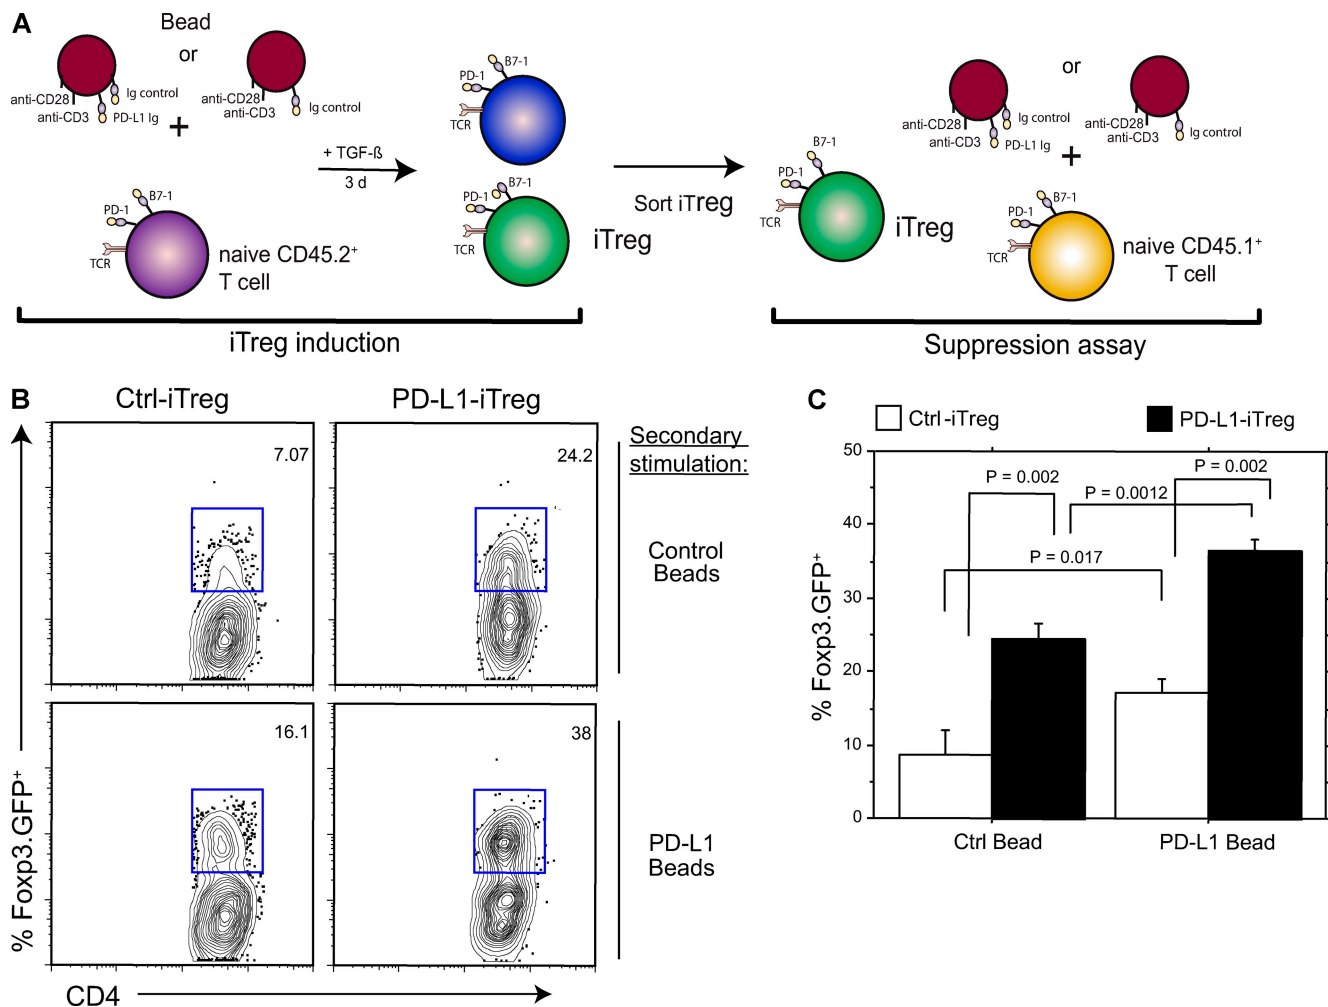 A
Bead
or
anti-CD28
anti-CD3
Ig control
PD-L1 Ig
anti-CD28
anti-CD3
Ig control
+
PD-1
B7-1
TCR
naive CD45.2⁺
T cell
+ TGF-ß
3 d
PD-1
B7-1
TCR
PD-1
B7-1
TCR
iTreg
iTreg induction
Sort iTreg
B7-1
PD-1
TCR
iTreg
or
anti-CD28
anti-CD3
Ig control
PD-L1 Ig
anti-CD28
anti-CD3
Ig control
+
PD-1
B7-1
TCR
naive CD45.1⁺
T cell
Suppression assay
B
Ctrl-iTreg
PD-L1-iTreg
7.07
24.2
Secondary
stimulation:
Control
Beads
16.1
38
PD-L1
Beads
% Foxp3.GFP⁺
CD4
C
Ctrl-iTreg
PD-L1-iTreg
% Foxp3.GFP⁺
50
40
30
20
10
0
P = 0.002
P = 0.002
P = 0.0012
P = 0.017
Ctrl Bead
PD-L1 Bead